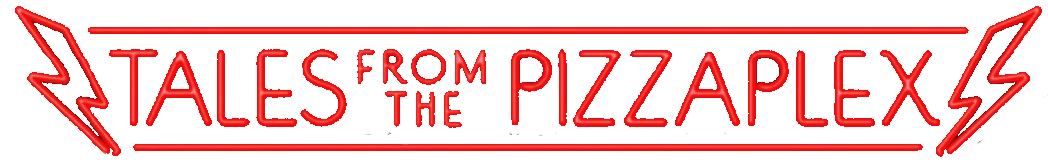 TALES FROM THE PIZZAPLEX